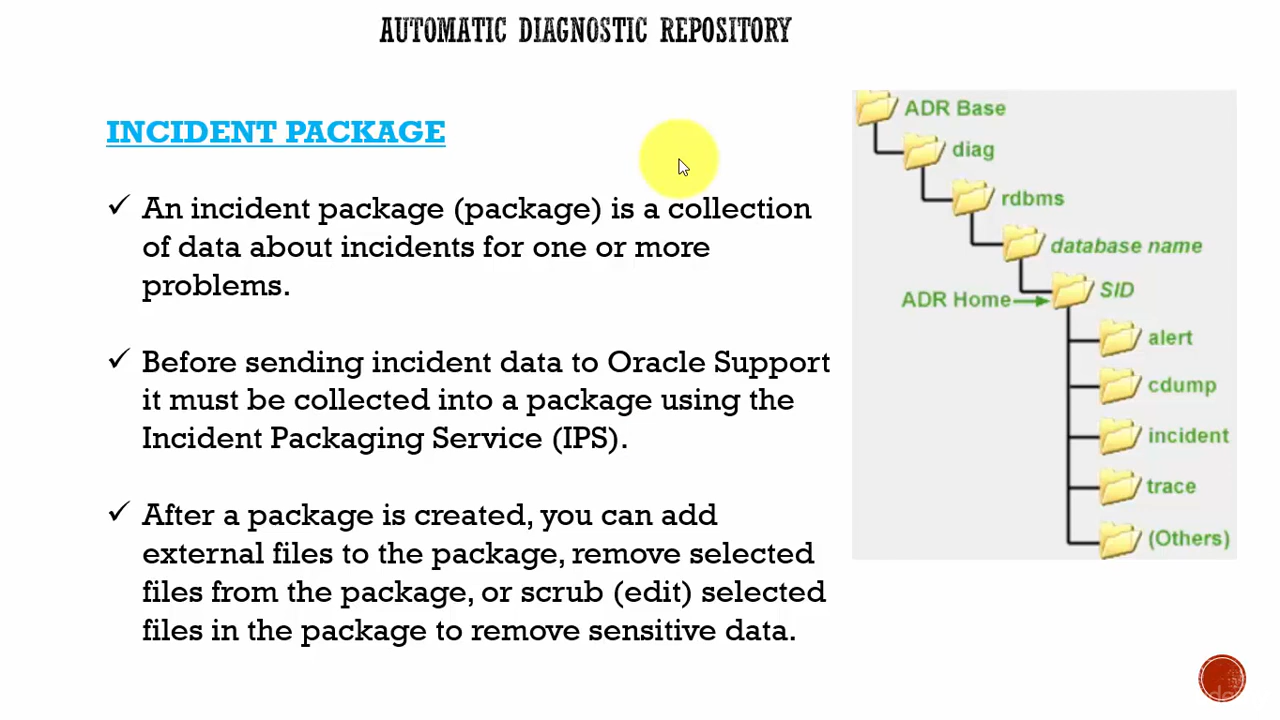 AUTOMATIC DIAGNOSTIC REPOSITORY
INCIDENT PACKAGE
✓ An incident package (package) is a collection
of data about incidents for one or more
problems.
✓ Before sending incident data to Oracle Support
it must be collected into a package using the
Incident Packaging Service (IPS).
✓ After a package is created, you can add
external files to the package, remove selected
files from the package, or scrub (edit) selected
files in the package to remove sensitive data.
ADR Base
diag
rdbms
database name
SID
ADR Home
alert
cdump
incident
trace
(Others)